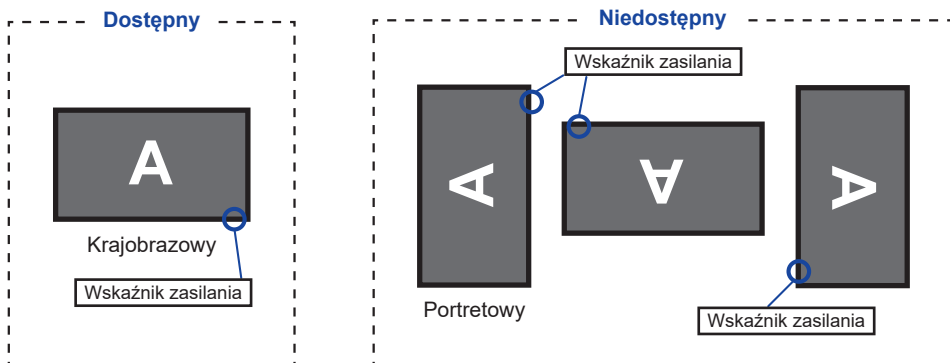 Dostępny
A
Krajobrazowy
Wskaźnik zasilania
Niedostępny
Wskaźnik zasilania
A
A
A
Portretowy
Wskaźnik zasilania